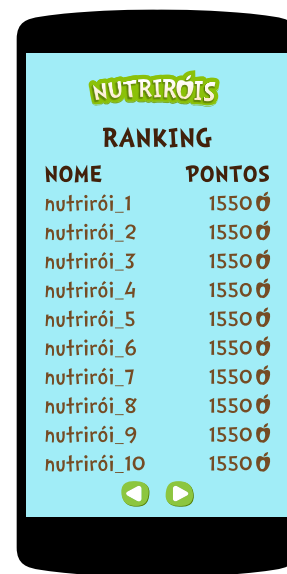 NUTRIRÓIS
RANKING
NOME PONTOS
nutrirói_1 1550
nutrirói_2 1550
nutrirói_3 1550
nutrirói_4 1550
nutrirói_5 1550
nutrirói_6 1550
nutrirói_7 1550
nutrirói_8 1550
nutrirói_9 1550
nutrirói_10 1550